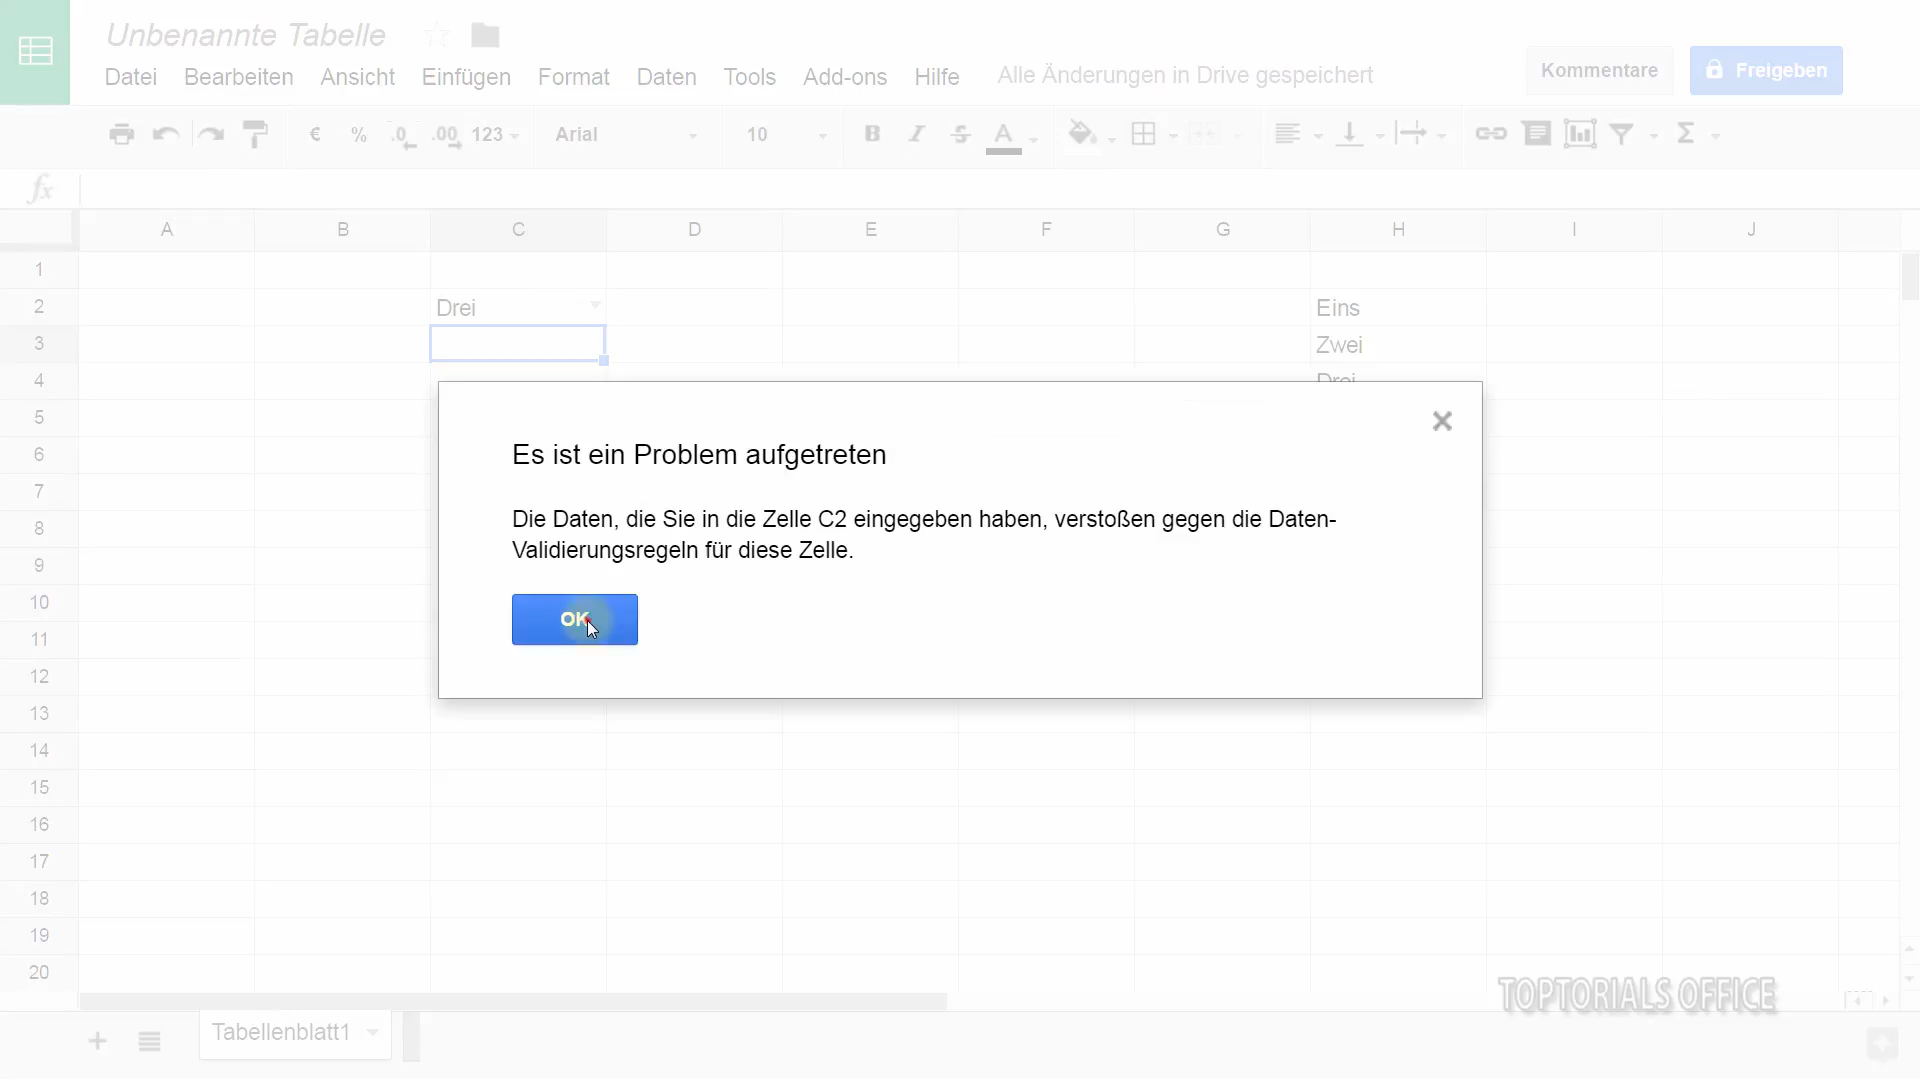 Unbenannte Tabelle
Datei Bearbeiten Ansicht Einfügen Format Daten Tools Add-ons Hilfe Alle Änderungen in Drive gespeichert
Kommentare Freigeben
€ % .0 .00 123 Arial 10 B I S A Σ
fx
A B C D E F G H I J
1
2 Drei Eins
3 Zwei
4 Drei
5
6
7
8
9
10
11
12
13
14
15
16
17
18
19
20
Es ist ein Problem aufgetreten
Die Daten, die Sie in die Zelle C2 eingegeben haben, verstoßen gegen die Daten-
Validierungsregeln für diese Zelle.
OK
TOPTORIALS OFFICE
Tabellenblatt1